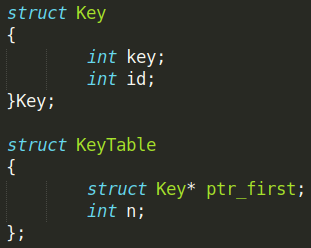 struct Key
{
int key;
int id;
}Key;
struct KeyTable
{
struct Key* ptr_first;
int n;
};